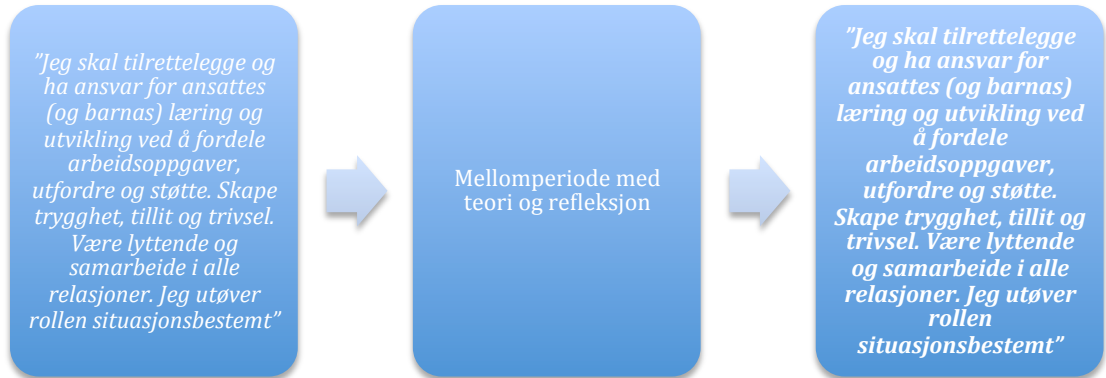 ”Jeg skal tilrettelegge og
ha ansvar for ansattes
(og barnas) læring og
utvikling ved å fordele
arbeidsoppgaver,
utfordre og støtte. Skape
trygghet, tillit og trivsel.
Være lyttende og
samarbeide i alle
relasjoner. Jeg utøver
rollen situasjonsbestemt”
Mellomperiode med
teori og refleksjon
”Jeg skal tilrettelegge
og ha ansvar for
ansattes (og barnas)
læring og utvikling ved
å fordele
arbeidsoppgaver,
utfordre og støtte.
Skape trygghet, tillit og
trivsel. Være lyttende
og samarbeide i alle
relasjoner. Jeg utøver
rollen
situasjonsbestemt”